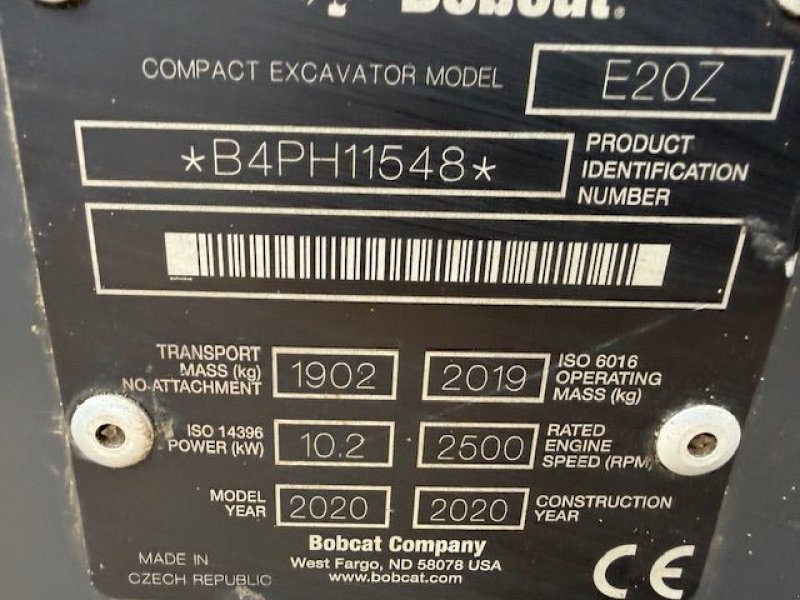 Bobcat®
COMPACT EXCAVATOR MODEL E20Z
*B4PH11548*
PRODUCT
IDENTIFICATION
NUMBER
TRANSPORT
MASS (kg)
NO ATTACHMENT
1902
2019
ISO 6016
OPERATING
MASS (kg)
ISO 14396
POWER (kW)
10.2
2500
RATED
ENGINE
SPEED (RPM)
MODEL
YEAR
2020
2020
CONSTRUCTION
YEAR
Bobcat Company
West Fargo, ND 58078 USA
www.bobcat.com
MADE IN
CZECH REPUBLIC
CE